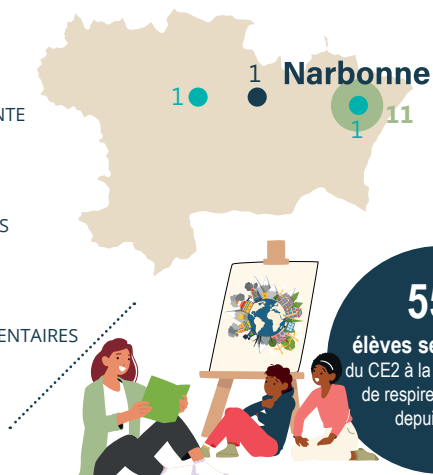 1
Narbonne
1
11
1
NTE
S
ENTAIRES
55
élèves se
du CE2 à la
de respire
depui